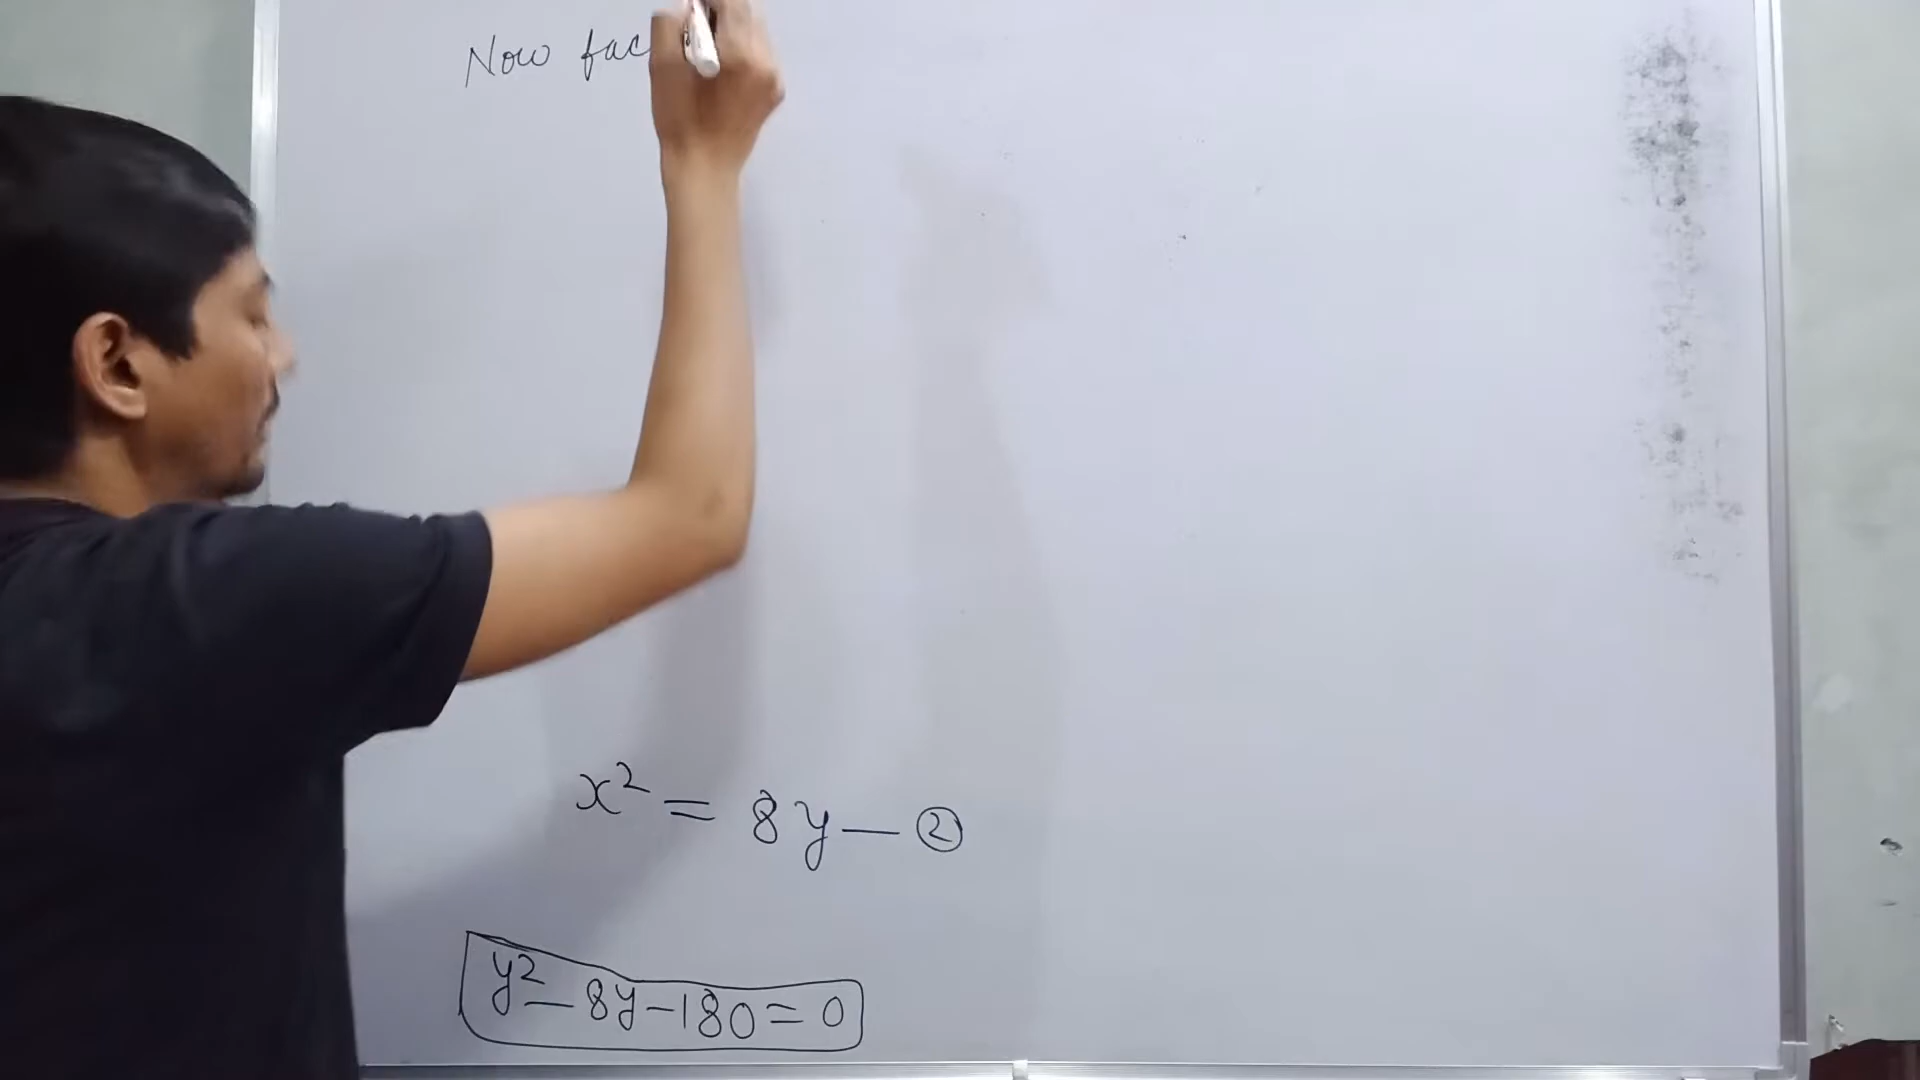 Now fac
x² = 8y — ②
y² - 8y - 180 = 0